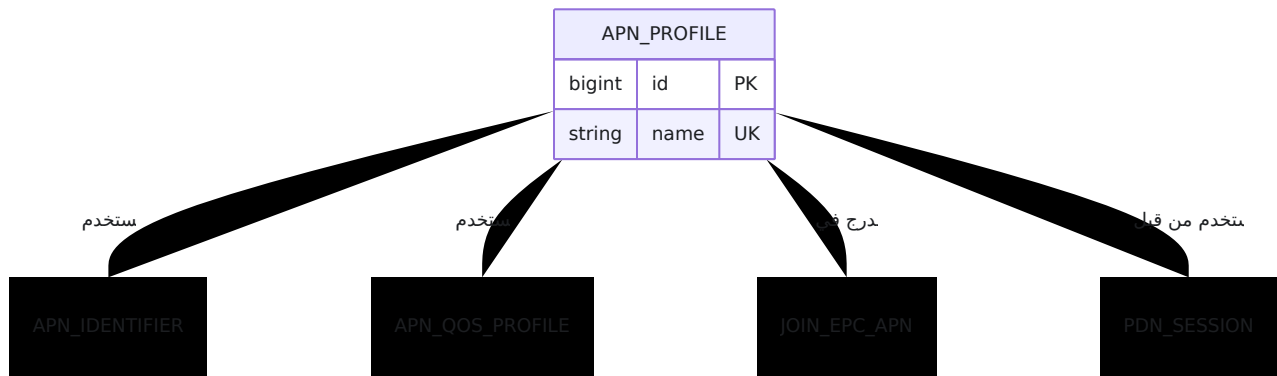 APN_PROFILE
bigint id PK
string name UK
ستخدم
ستخدم
درج في
ستخدم من قبل
APN_IDENTIFIER
APN_QOS_PROFILE
JOIN_EPC_APN
PDN_SESSION